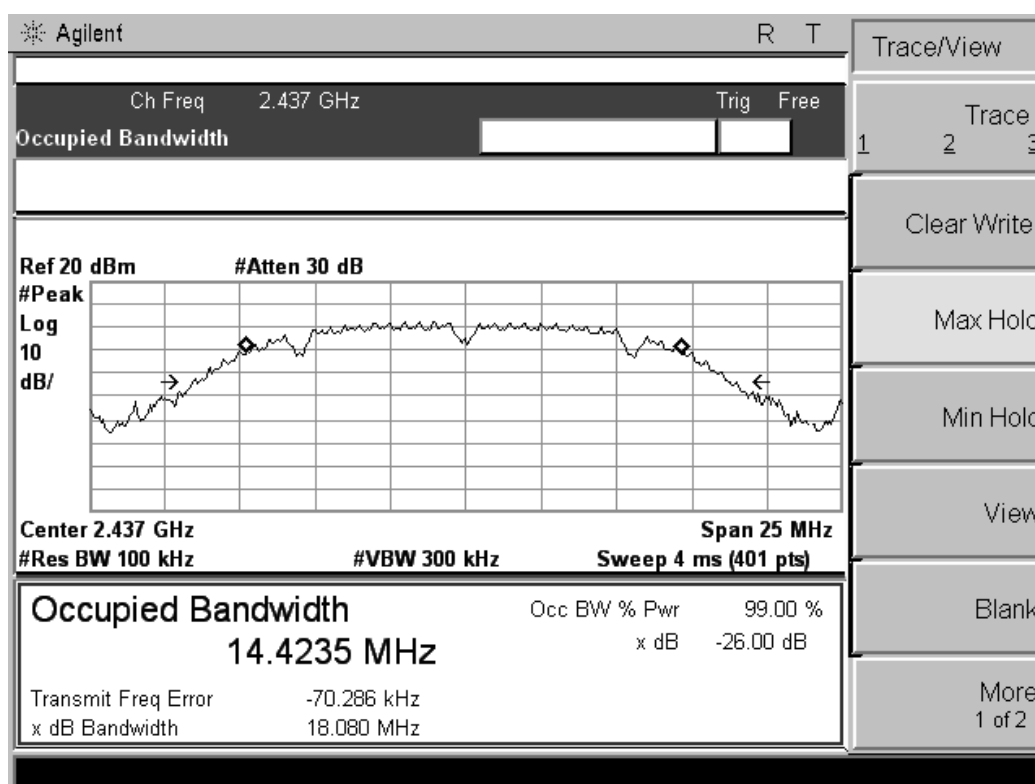 Agilent R T
Trace/View
Ch Freq 2.437 GHz Trig Free
Occupied Bandwidth
Trace
1 2 3
Clear Write
Ref 20 dBm #Atten 30 dB
#Peak
Log
10
dB/
Max Hold
Min Hold
View
Center 2.437 GHz Span 25 MHz
#Res BW 100 kHz #VBW 300 kHz Sweep 4 ms (401 pts)
Occupied Bandwidth
14.4235 MHz
Occ BW % Pwr 99.00 %
x dB -26.00 dB
Transmit Freq Error -70.286 kHz
x dB Bandwidth 18.080 MHz
Blank
More
1 of 2